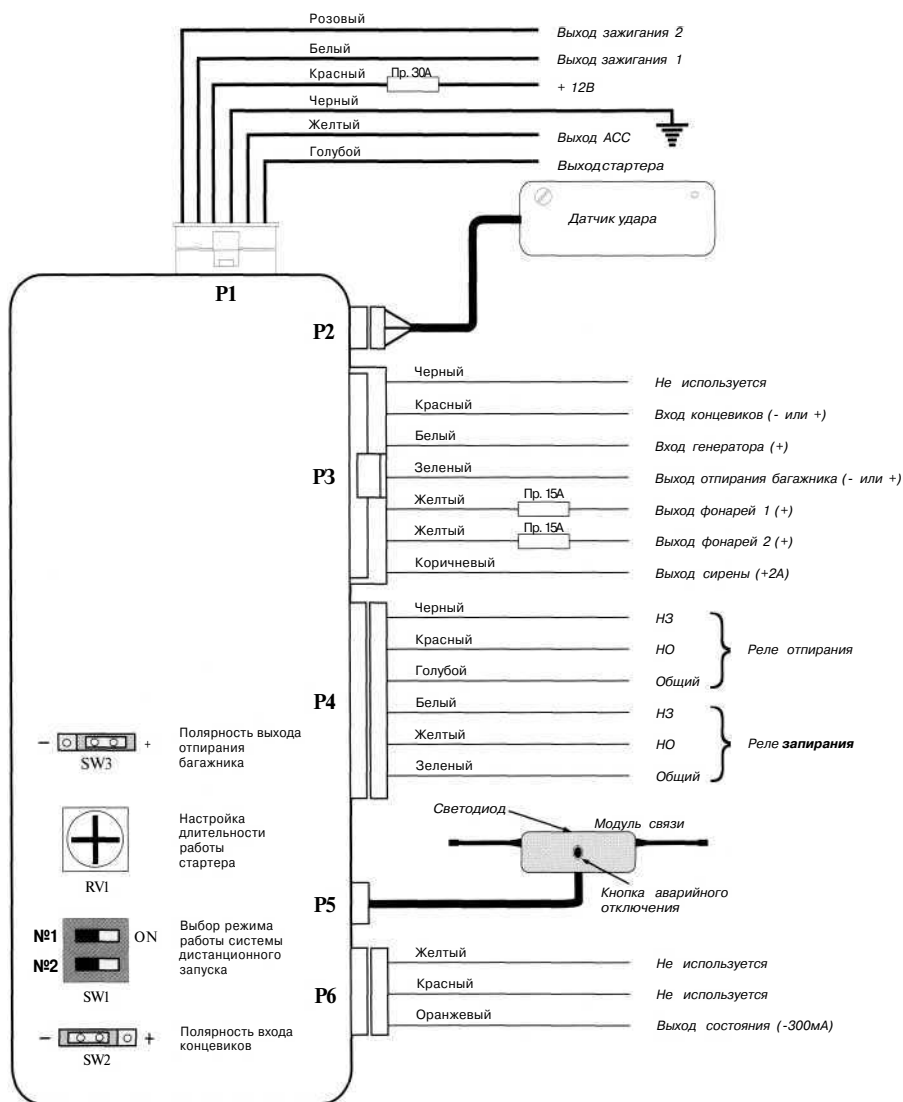 Розовый
Выход зажигания 2
Белый
Выход зажигания 1
Красный
Пр. 30А
+ 12В
Черный
Желтый
Выход АСС
Голубой
Выходстартера
Датчик удара
P1
P2
Черный
Не используется
Красный
Вход концевиков (- или +)
Белый
Вход генератора (+)
P3
Зеленый
Выход отпирания багажника (- или +)
Желтый
Пр. 15А
Выход фонарей 1 (+)
Желтый
Пр. 15А
Выход фонарей 2 (+)
Коричневый
Выход сирены (+2А)
Черный
НЗ
Красный
НО
Реле отпирания
Голубой
Общий
P4
Белый
НЗ
Желтый
НО
Реле запирания
Зеленый
Общий
- +
SW3
Полярность выхода
отпирания
багажника
Светодиод
Модуль связи
Кнопка аварийного
отключения
RV1
Настройка
длительности
работы
стартера
P5
№1
ON
№2
SW1
Выбор режима
работы системы
дистанционного
запуска
P6
Желтый
Не используется
Красный
Не используется
Оранжевый
Выход состояния (-300мА)
- +
SW2
Полярность входа
концевиков